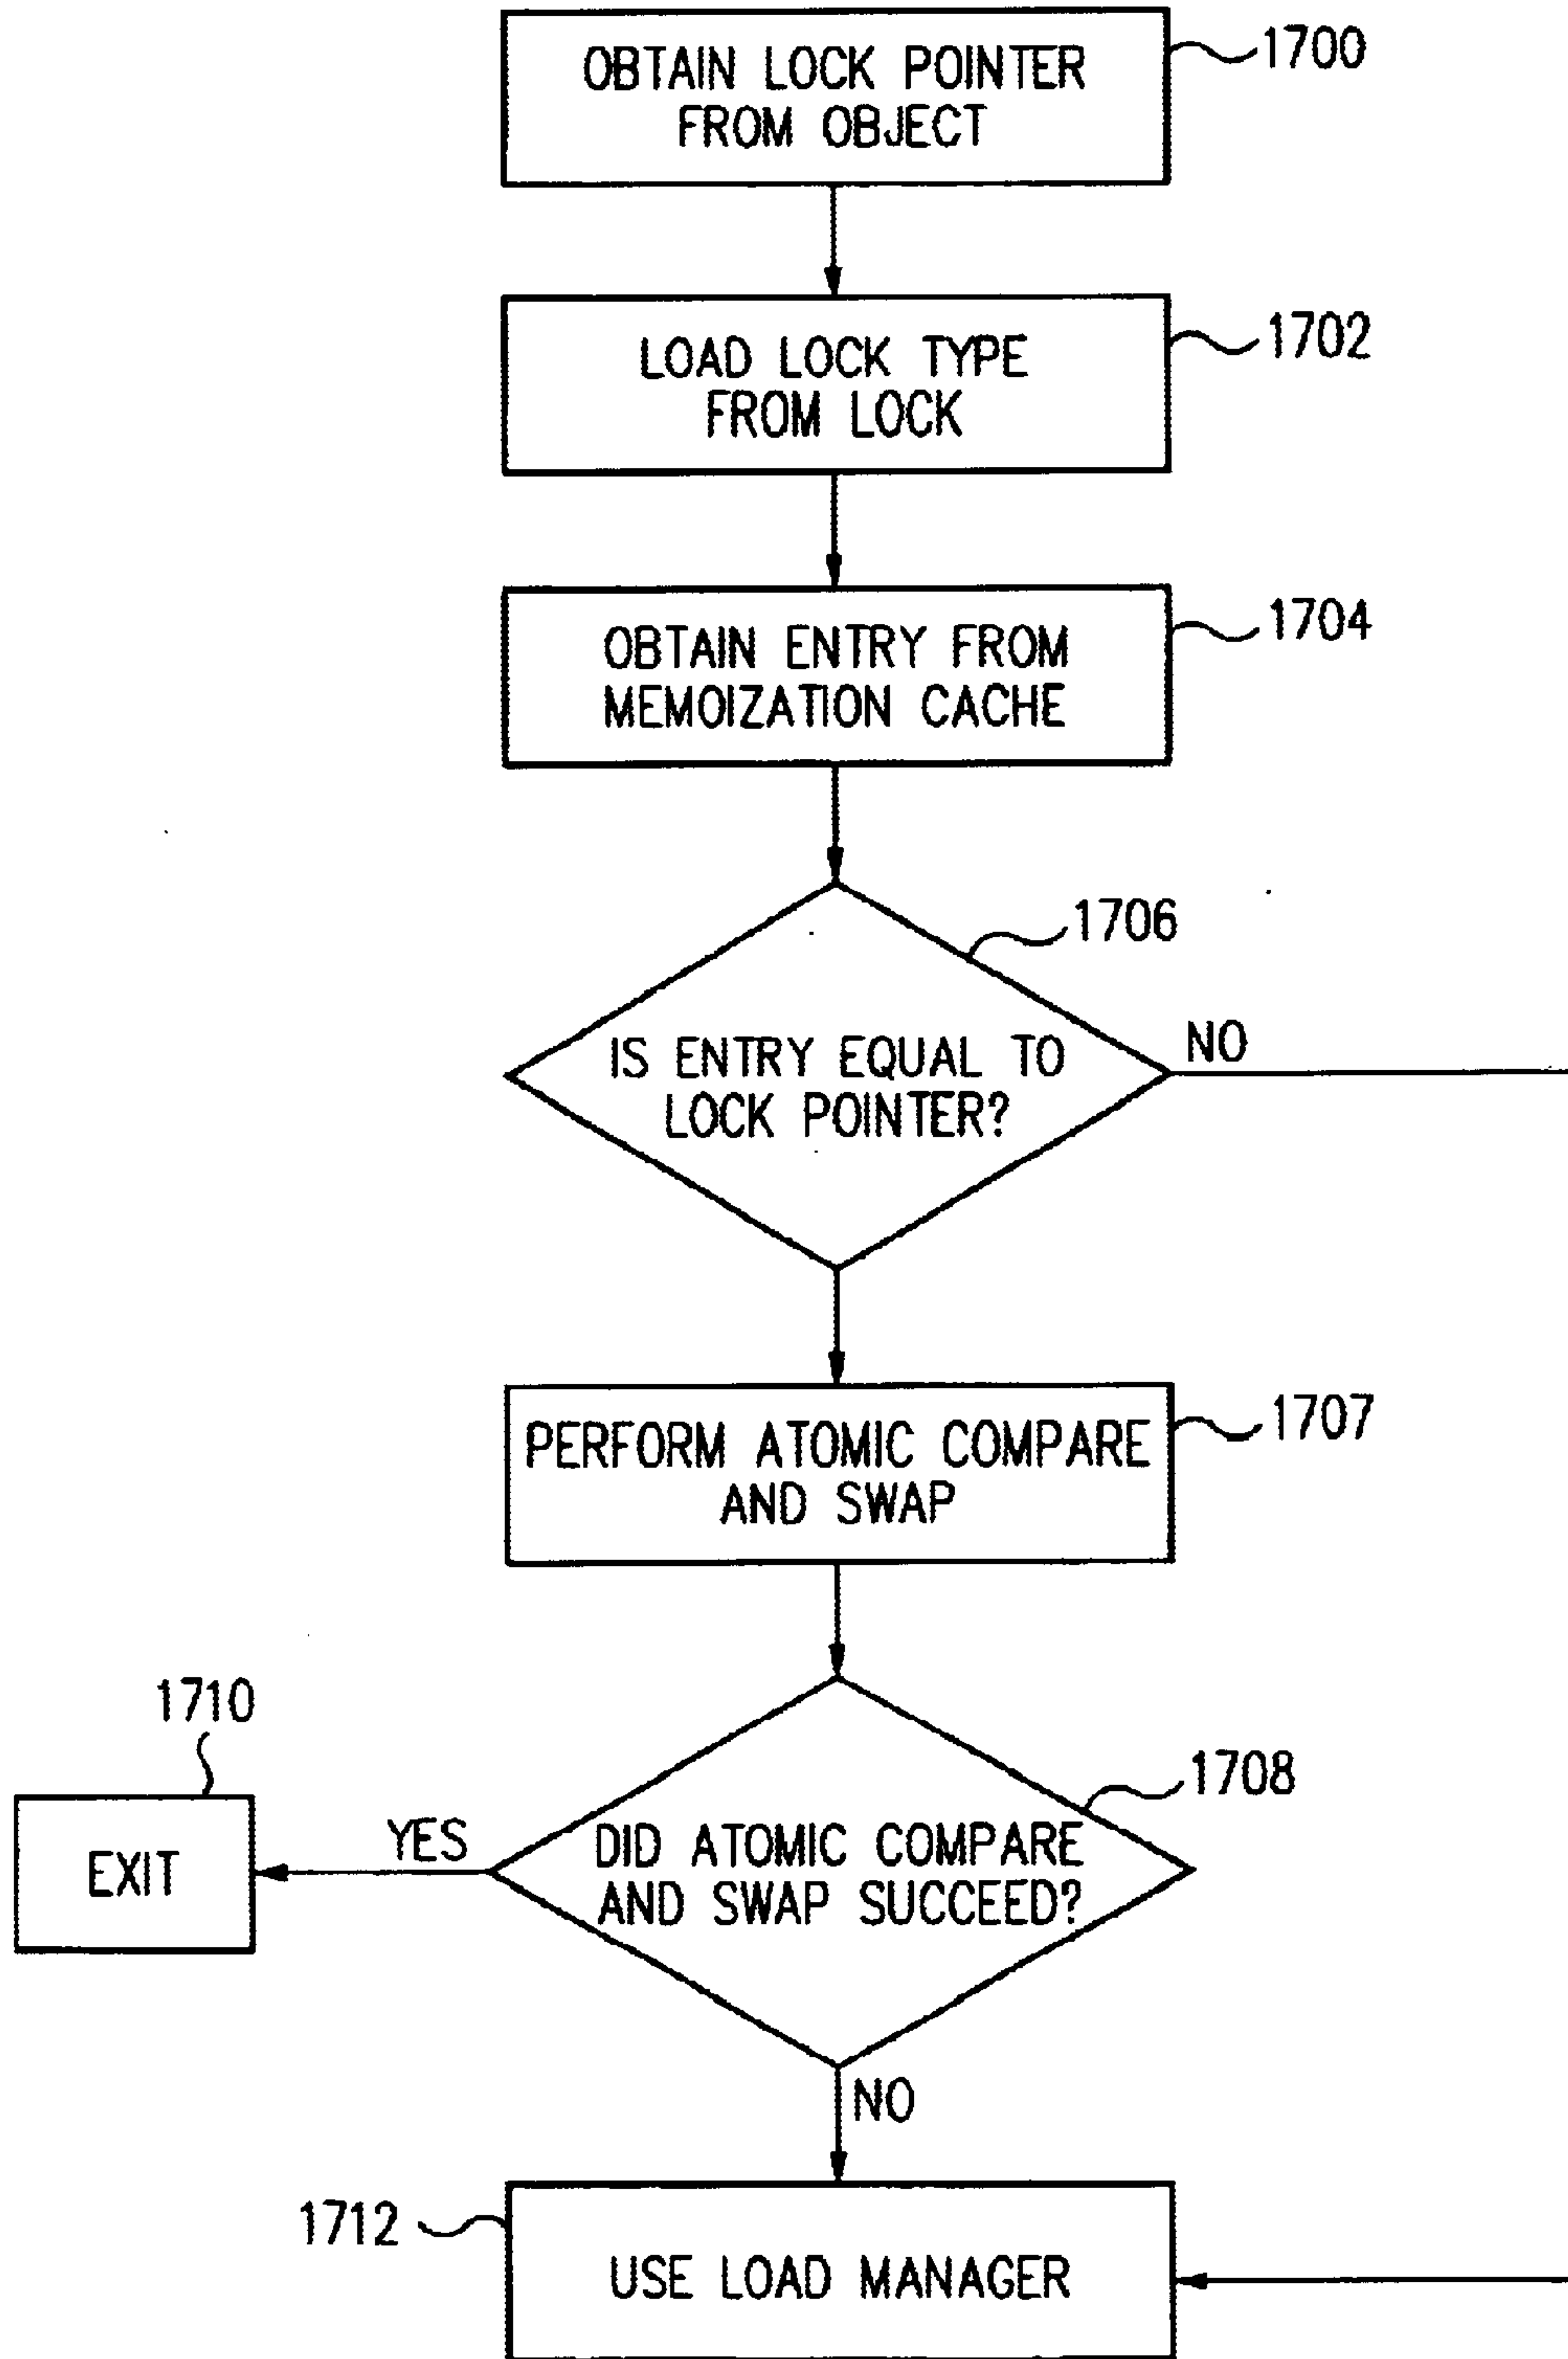 OBTAIN LOCK POINTER
FROM OBJECT
1700
LOAD LOCK TYPE
FROM LOCK
1702
OBTAIN ENTRY FROM
MEMOIZATION CACHE
1704
1706
IS ENTRY EQUAL TO
LOCK POINTER?
NO
PERFORM ATOMIC COMPARE
AND SWAP
1707
1710
EXIT
YES
1708
DID ATOMIC COMPARE
AND SWAP SUCCEED?
NO
1712
USE LOAD MANAGER